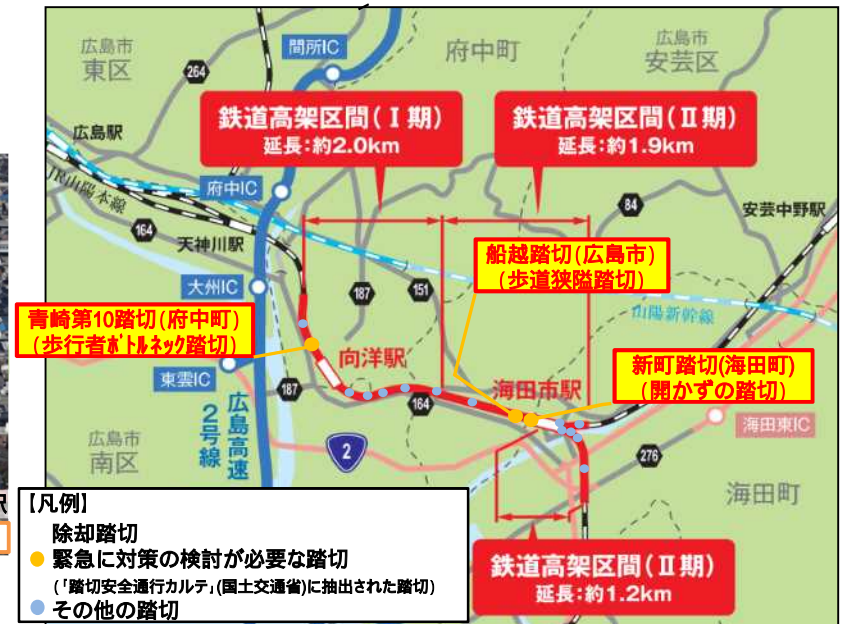 広島市
東区
間所IC
府中町
広島市
安芸区
264
鉄道高架区間(Ⅰ期)
延長:約2.0km
鉄道高架区間(Ⅱ期)
延長:約1.9km
広島駅
JR山陽本線
府中IC
84
安芸中野駅
164
天神川駅
船越踏切(広島市)
(歩道狭隘踏切)
大州IC
187
151
山陽新幹線
青崎第10踏切(府中町)
(歩行者ボトルネック踏切)
向洋駅
新町踏切(海田町)
(開かずの踏切)
東雲IC
187
海田市駅
164
広島高速
2号線
海田東IC
広島市
南区
2
276
海田町
駅
【凡例】
除却踏切
緊急に対策の検討が必要な踏切
(「踏切安全通行カルテ」(国土交通省)に抽出された踏切)
その他の踏切
鉄道高架区間(Ⅱ期)
延長:約1.2km